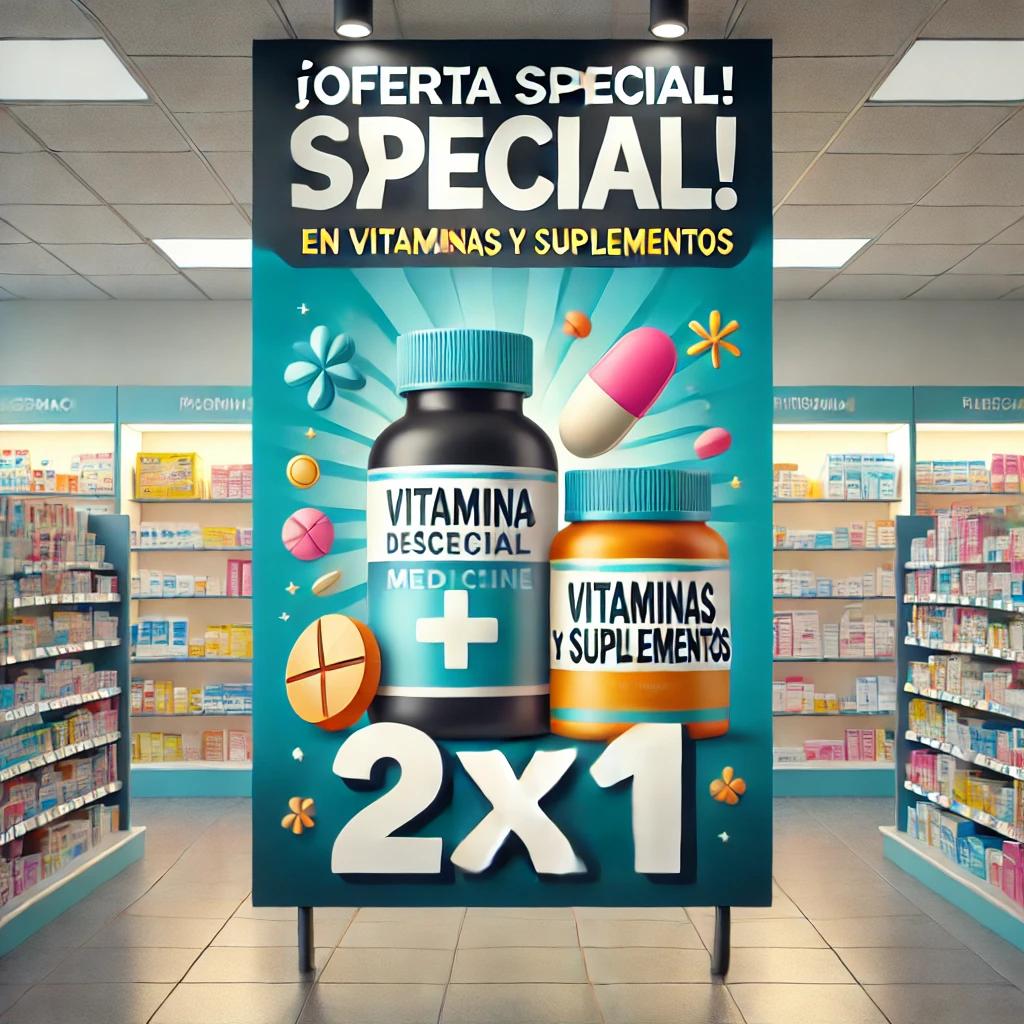 ¡OFERTA SPECIAL!
SPECIAL!
EN VITAMINAS Y SUPLEMENTOS
VITAMINA
DESCECIAL
MEDICINE
VITAMINAS
Y SUPLEMENTOS
2x1